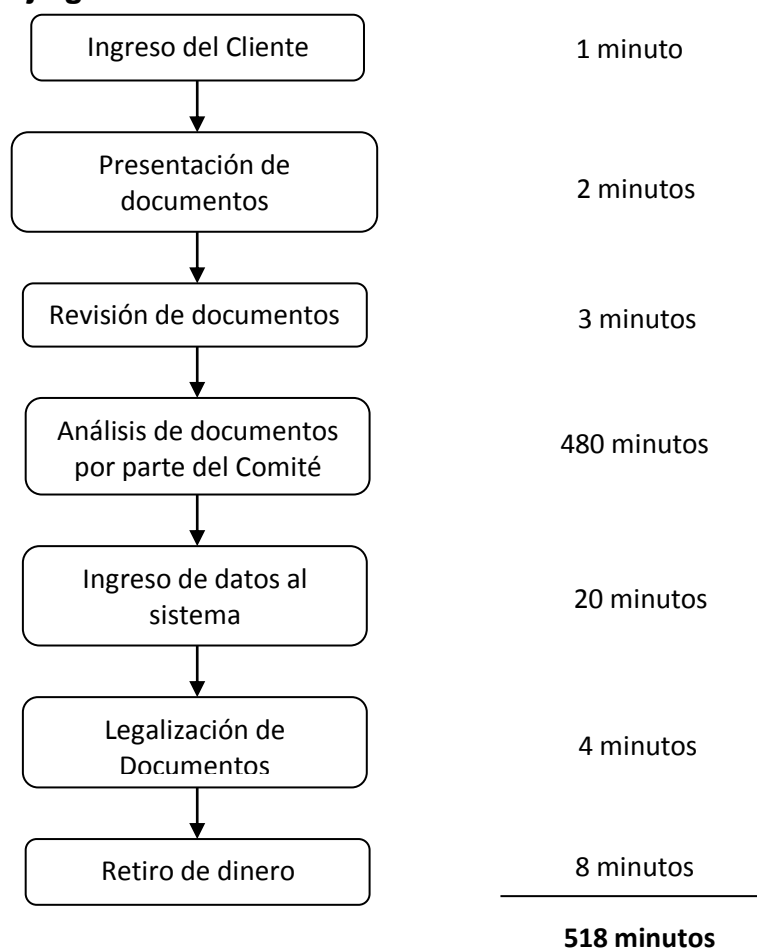 Ingreso del Cliente
1 minuto
Presentación de
documentos
2 minutos
Revisión de documentos
3 minutos
Análisis de documentos
por parte del Comité
480 minutos
Ingreso de datos al
sistema
20 minutos
Legalización de
Documentos
4 minutos
Retiro de dinero
8 minutos
518 minutos